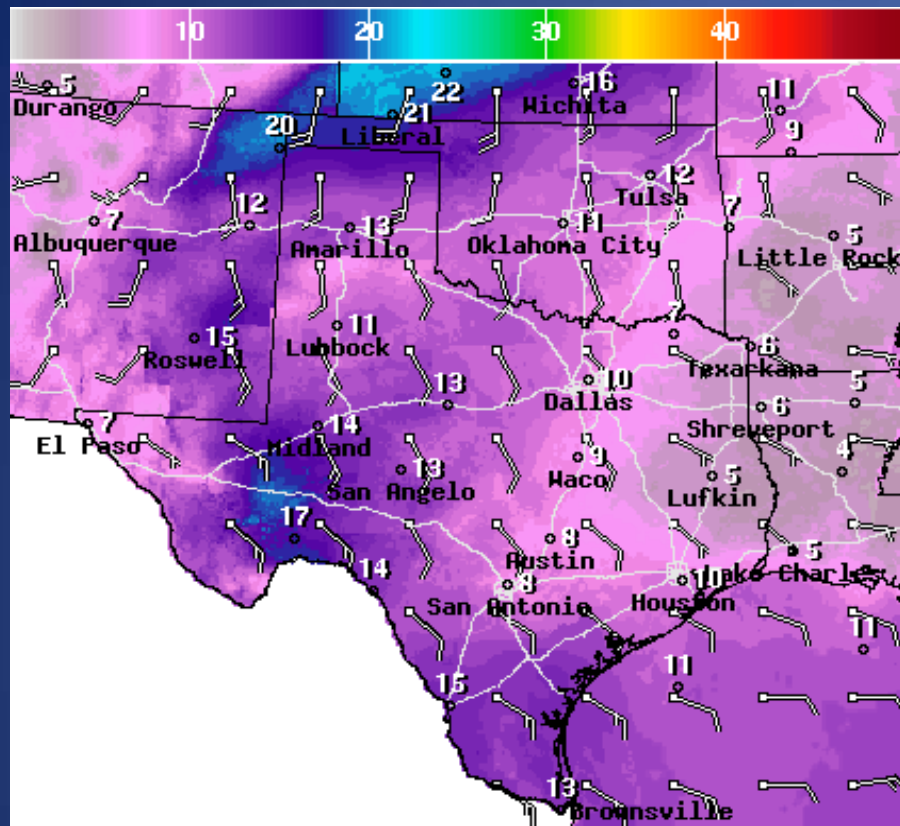 10 20 30 40
5
Durango
22
16
Wichita
11
21
Liberal
20
9
12
Tulsa
7
Albuquerque
12
13
Amarillo
11
Oklahoma City
7
5
Little Rock
15
Roswell
11
Lubbock
7
6
Texarkana
13
10
Dallas
5
6
Shreveport
7
El Paso
14
Midland
13
San Angelo
9
Waco
5
Lufkin
4
17
8
Austin
5
Lake Charles
14
8
San Antonio
10
Houston
11
11
15
13
Brownsville